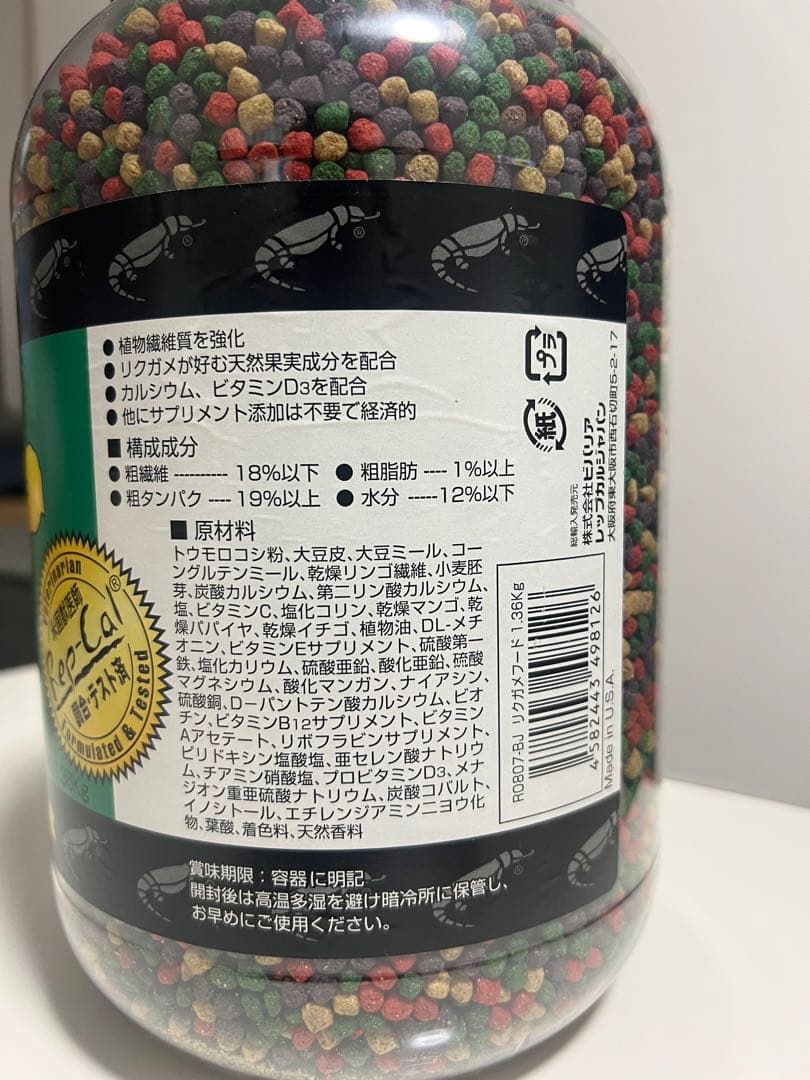 ● 植物繊維質を強化
● リクガメが好む天然果実成分を配合
● カルシウム、ビタミンD3を配合
● 他にサプリメント添加は不要で経済的
■ 構成成分
● 粗繊維 ---------- 18%以下 ● 粗脂肪 ---- 1%以上
● 粗タンパク ---- 19%以上 ● 水分 -----12%以下
■ 原材料
トウモロコシ粉、大豆皮、大豆ミール、コー
ングルテンミール、乾燥リンゴ繊維、小麦胚
芽、炭酸カルシウム、第二リン酸カルシウム、
塩、ビタミンC、塩化コリン、乾燥マンゴ、乾
燥パパイヤ、乾燥イチゴ、植物油、DL-メチ
オニン、ビタミンEサプリメント、硫酸第一
鉄、塩化カリウム、硫酸亜鉛、酸化亜鉛、硫酸
マグネシウム、酸化マンガン、ナイアシン、
硫酸銅、D-パントテン酸カルシウム、ビオ
チン、ビタミンB12サプリメント、ビタミン
Aアセテート、リボフラビンサプリメント、
ピリドキシン塩酸塩、亜セレン酸ナトリウ
ム、チアミン硝酸塩、プロビタミンD3、メナ
ジオン重亜硫酸ナトリウム、炭酸コバルト、
イノシトール、エチレンジアミンニヨウ化
物、葉酸、着色料、天然香料
賞味期限：容器に明記
開封後は高温多湿を避け暗冷所に保管し、
お早めにご使用ください。
プラ
紙
総輸入発売元
株式会社ビバリア
レップカルジャパン
大阪府東大阪市西石切町5-2-17
R0807-BJ リクガメフード 1.36Kg
4 582443 498126
Made in U.S.A.
Veterinarian
米国獣医師
Rep-Cal®
調合・テスト済
Formulated & Tested